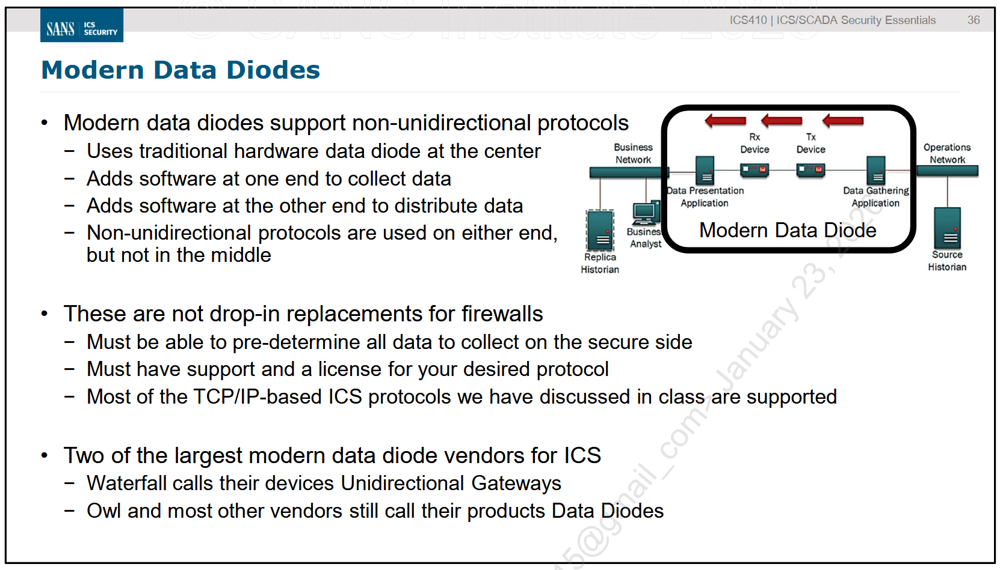 © SANS Institute 2026
SANS
ICS
SECURITY
ICS410 | ICS/SCADA Security Essentials 36
Modern Data Diodes
• Modern data diodes support non-unidirectional protocols
– Uses traditional hardware data diode at the center
– Adds software at one end to collect data
– Adds software at the other end to distribute data
– Non-unidirectional protocols are used on either end,
but not in the middle
Rx
Device
Tx
Device
Business
Network
Operations
Network
Data Presentation
Application
Data Gathering
Application
Modern Data Diode
Business
Analyst
Replica
Historian
Source
Historian
• These are not drop-in replacements for firewalls
– Must be able to pre-determine all data to collect on the secure side
– Must have support and a license for your desired protocol
– Most of the TCP/IP-based ICS protocols we have discussed in class are supported
• Two of the largest modern data diode vendors for ICS
– Waterfall calls their devices Unidirectional Gateways
– Owl and most other vendors still call their products Data Diodes
15@gmail_com> January 23, 2026